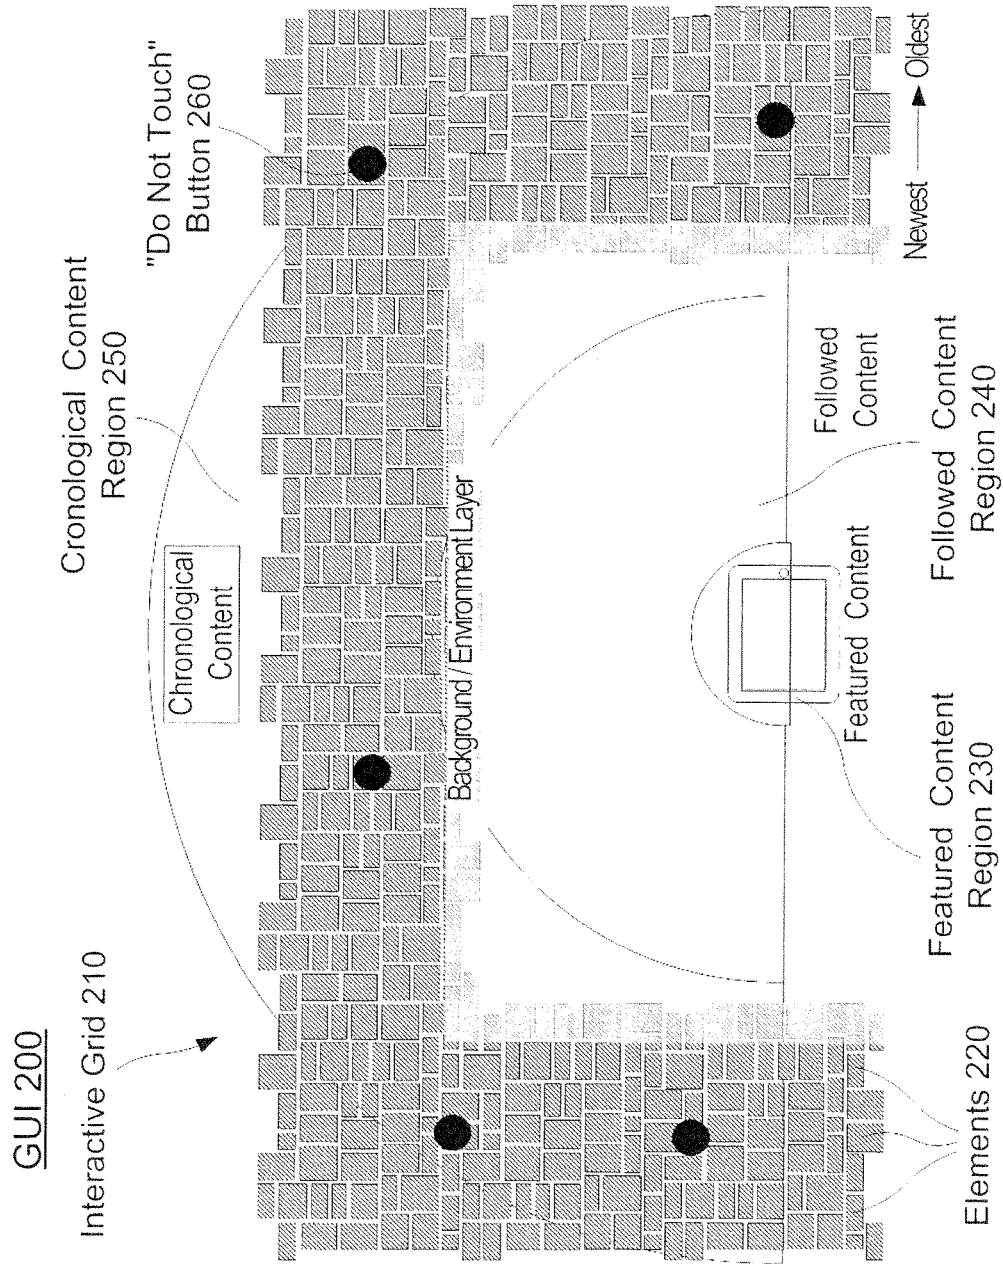 GUI 200
Interactive Grid 210
Cronological Content
Region 250
"Do Not Touch"
Button 260
Chronological
Content
Background / Environment Layer
Followed
Content
Featured Content
Newest
Oldest
Elements 220
Featured Content
Region 230
Followed Content
Region 240